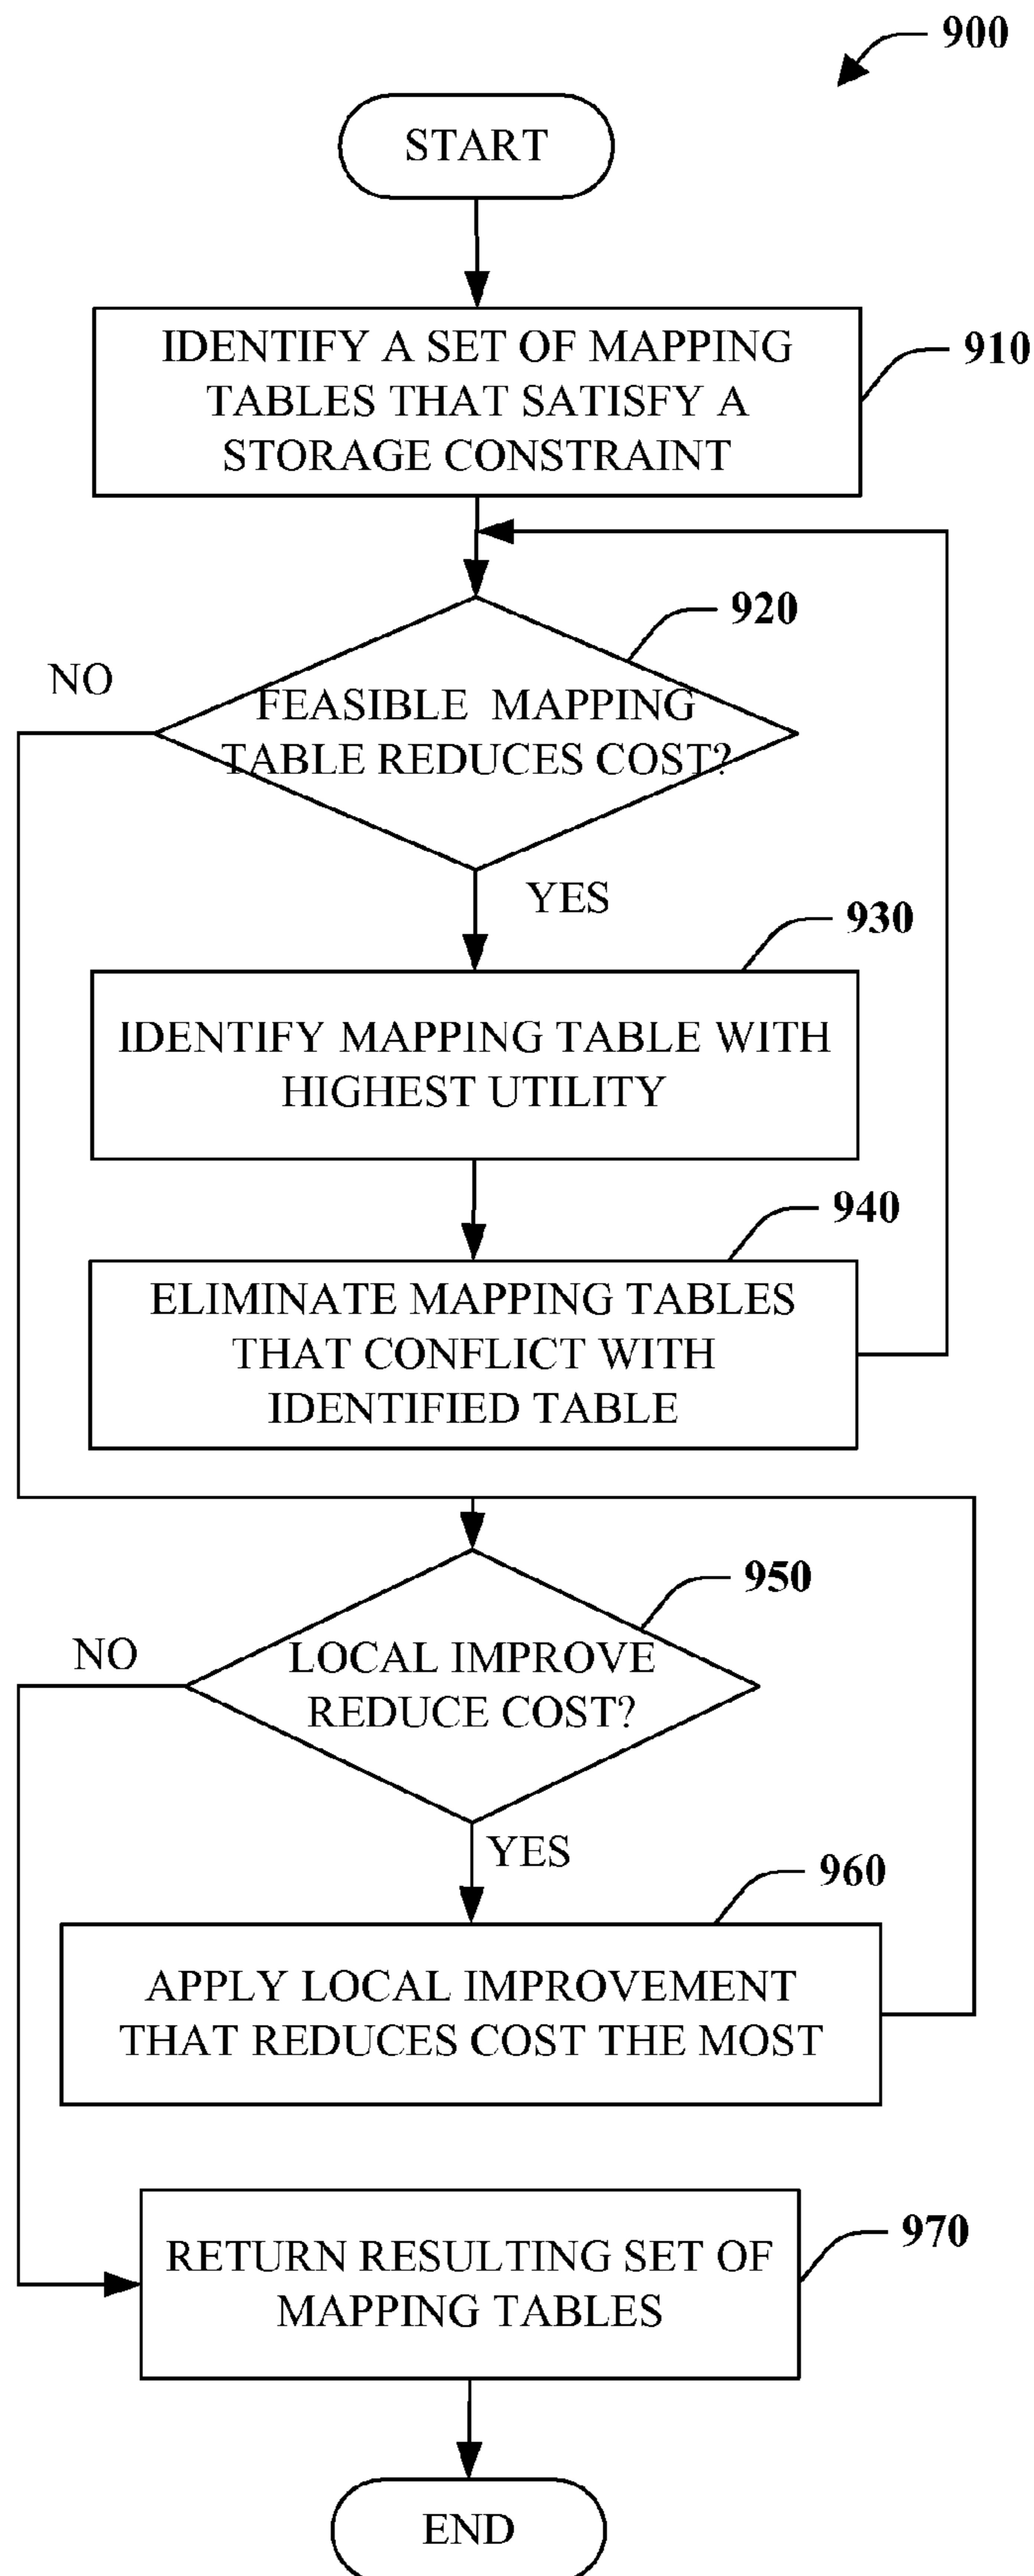 900
START
IDENTIFY A SET OF MAPPING
TABLES THAT SATISFY A
STORAGE CONSTRAINT
910
920
NO
FEASIBLE MAPPING
TABLE REDUCES COST?
YES
930
IDENTIFY MAPPING TABLE WITH
HIGHEST UTILITY
940
ELIMINATE MAPPING TABLES
THAT CONFLICT WITH
IDENTIFIED TABLE
950
NO
LOCAL IMPROVE
REDUCE COST?
YES
960
APPLY LOCAL IMPROVEMENT
THAT REDUCES COST THE MOST
970
RETURN RESULTING SET OF
MAPPING TABLES
END